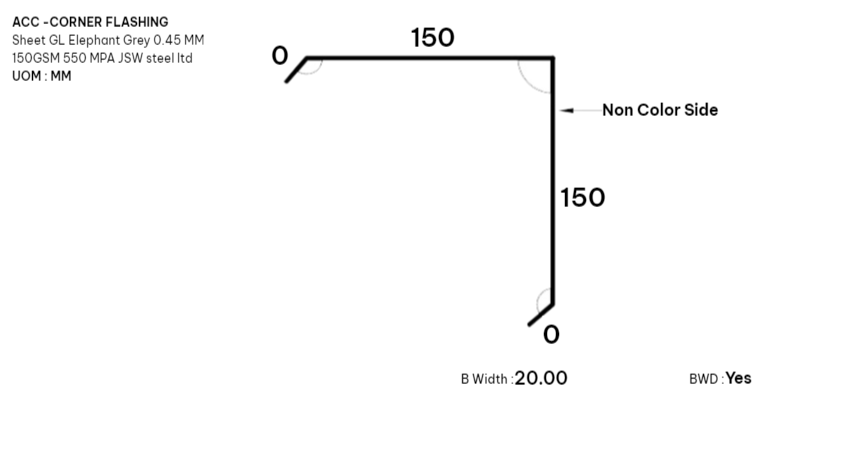 ACC -CORNER FLASHING
Sheet GL Elephant Grey 0.45 MM
150GSM 550 MPA JSW steel ltd
UOM : MM
150
0
Non Color Side
150
0
B Width :20.00
BWD :Yes